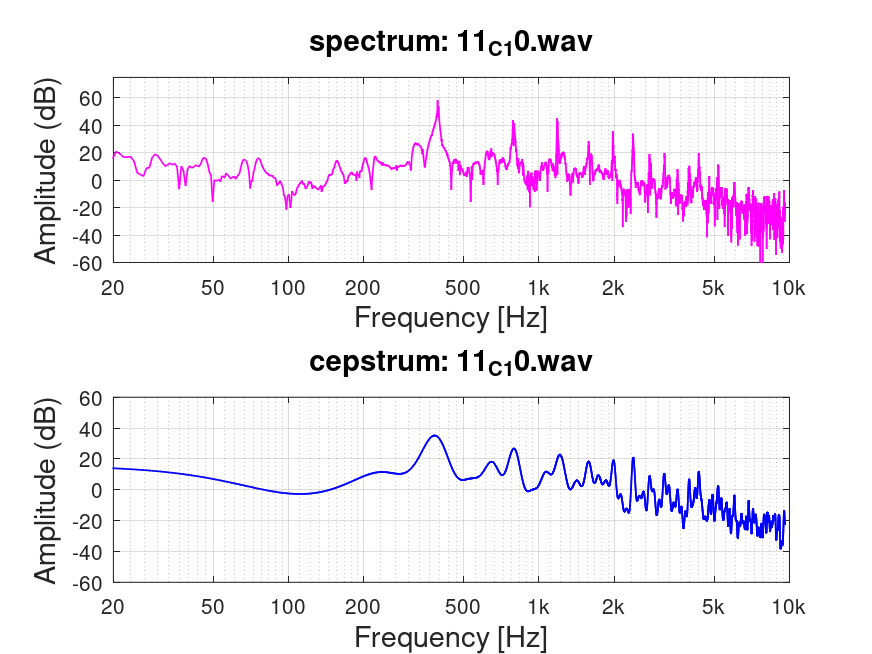 spectrum: 11C10.wav
Amplitude (dB)
60
40
20
0
-20
-40
-60
20 50 100 200 500 1k 2k 5k 10k
Frequency [Hz]
cepstrum: 11C10.wav
Amplitude (dB)
60
40
20
0
-20
-40
-60
20 50 100 200 500 1k 2k 5k 10k
Frequency [Hz]